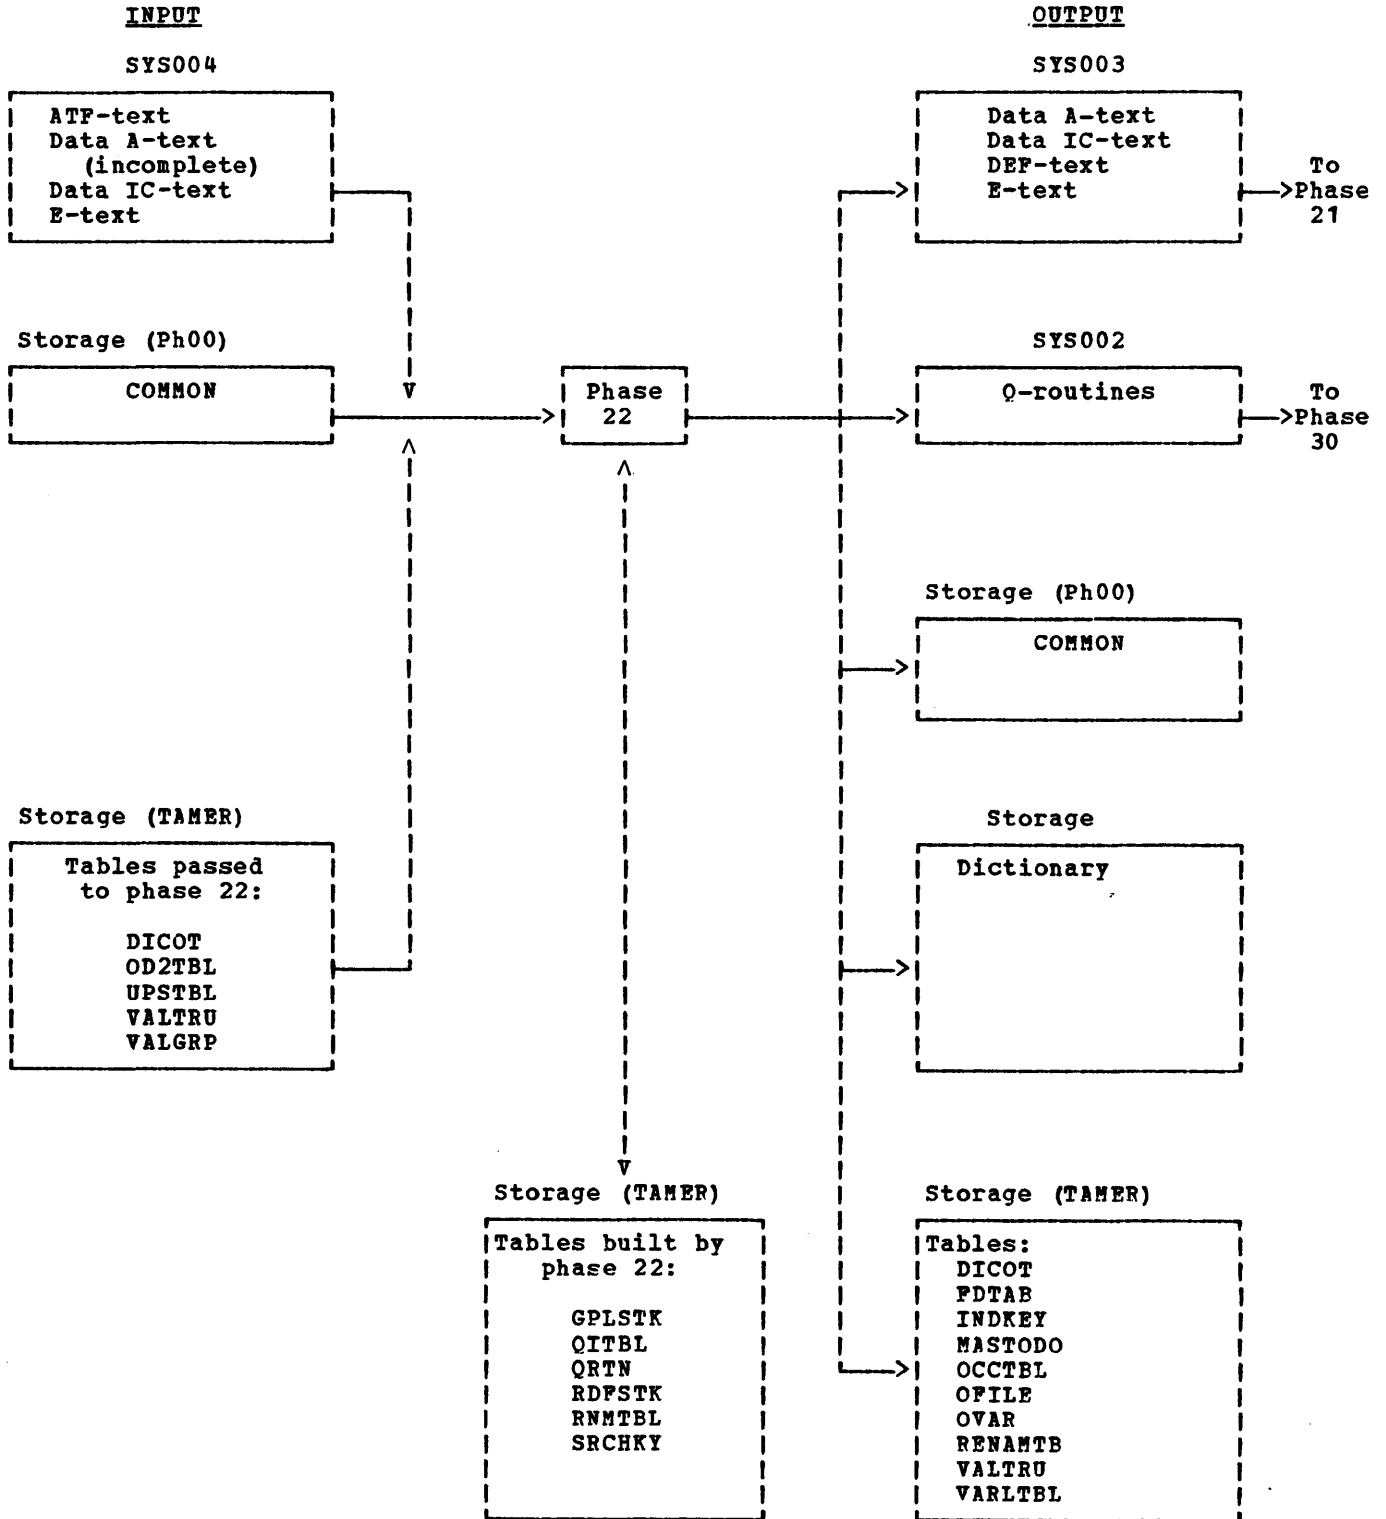 INPUT
SYS004
ATF-text
Data A-text
(incomplete)
Data IC-text
E-text
Storage (Ph00)
COMMON
Storage (TAMER)
Tables passed
to phase 22:
DICOT
OD2TBL
UPSTBL
VALTRU
VALGRP
Phase
22
Storage (TAMER)
Tables built by
phase 22:
GPLSTK
QITBL
QRTN
RDFSTK
RNMTBL
SRCHKY
OUTPUT
SYS003
Data A-text
Data IC-text
DEF-text
E-text
To
Phase
21
SYS002
Q-routines
To
Phase
30
Storage (Ph00)
COMMON
Storage
Dictionary
Storage (TAMER)
Tables:
DICOT
FDTAB
INDKEY
MASTODO
OCCTBL
OFILE
OVAR
RENAMTB
VALTRU
VARLTBL